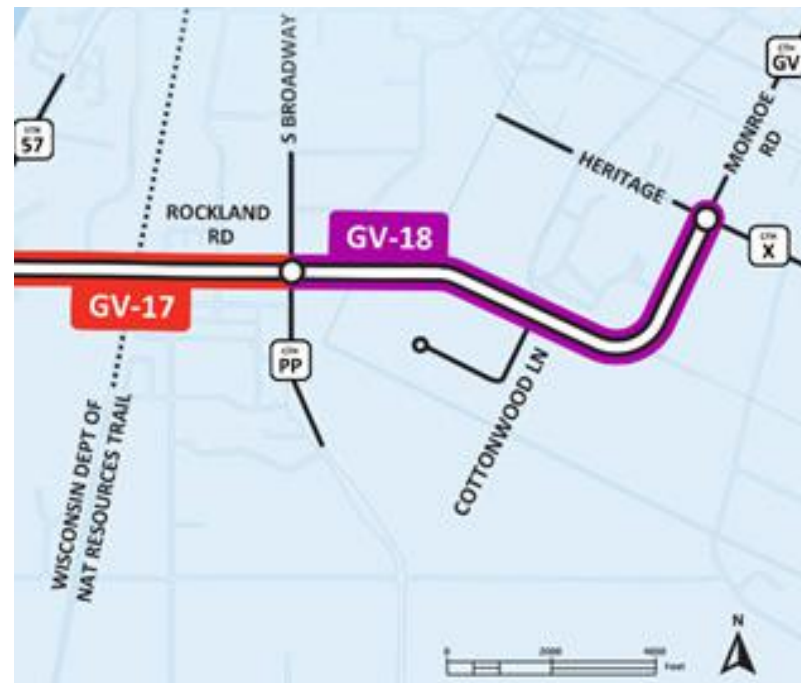 CTH
GV
S BROADWAY
MONROE
RD
CTH
57
HERITAGE
ROCKLAND
RD
GV-18
CTH
X
GV-17
CTH
PP
COTTONWOOD LN
WISCONSIN DEPT OF
NAT RESOURCES TRAIL
N
0 2000 4000
Feet